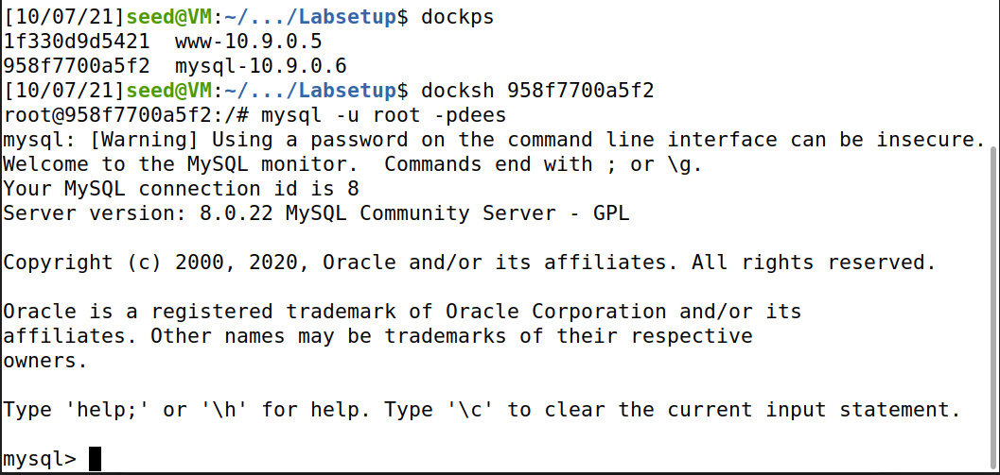 [10/07/21]seed@VM:~/.../Labsetup$ dockps
1f330d9d5421  www-10.9.0.5
958f7700a5f2  mysql-10.9.0.6
[10/07/21]seed@VM:~/.../Labsetup$ docksh 958f7700a5f2
root@958f7700a5f2:/# mysql -u root -pdees
mysql: [Warning] Using a password on the command line interface can be insecure.
Welcome to the MySQL monitor.  Commands end with ; or \g.
Your MySQL connection id is 8
Server version: 8.0.22 MySQL Community Server - GPL

Copyright (c) 2000, 2020, Oracle and/or its affiliates. All rights reserved.

Oracle is a registered trademark of Oracle Corporation and/or its
affiliates. Other names may be trademarks of their respective
owners.

Type 'help;' or '\h' for help. Type '\c' to clear the current input statement.

mysql>